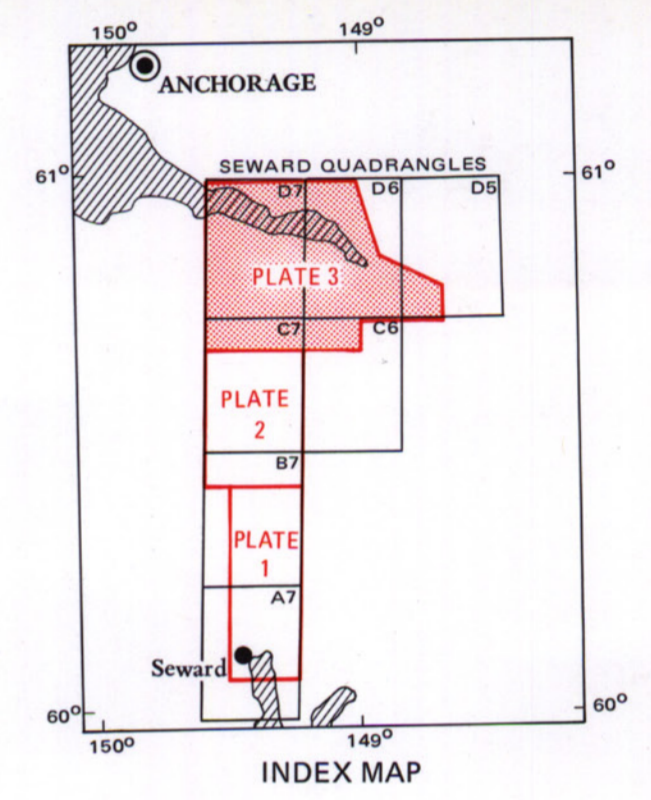 150° 149°
ANCHORAGE
61° SEWARD QUADRANGLES 61°
D7 D6 D5
PLATE 3
C7 C6
PLATE
2
B7
PLATE
1
A7
Seward
60° 60°
150° 149°
INDEX MAP